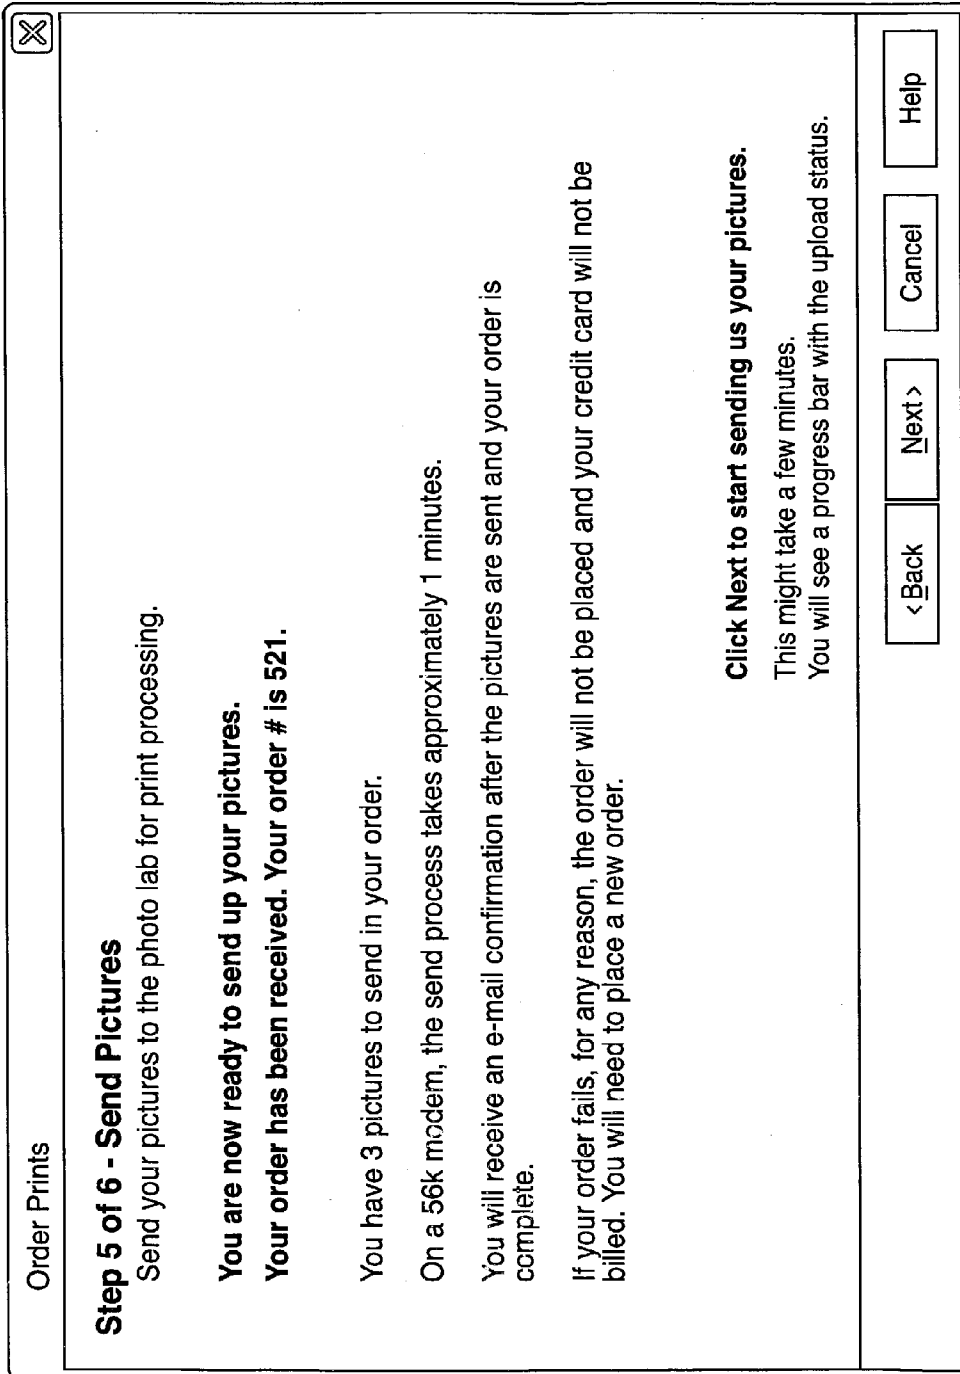 Order Prints
Step 5 of 6 - Send Pictures
Send your pictures to the photo lab for print processing.
You are now ready to send up your pictures.
Your order has been received. Your order # is 521.
You have 3 pictures to send in your order.
On a 56k modem, the send process takes approximately 1 minutes.
You will receive an e-mail confirmation after the pictures are sent and your order is
complete.
If your order fails, for any reason, the order will not be placed and your credit card will not be
billed. You will need to place a new order.
Click Next to start sending us your pictures.
This might take a few minutes.
You will see a progress bar with the upload status.
< Back
Next >
Cancel
Help